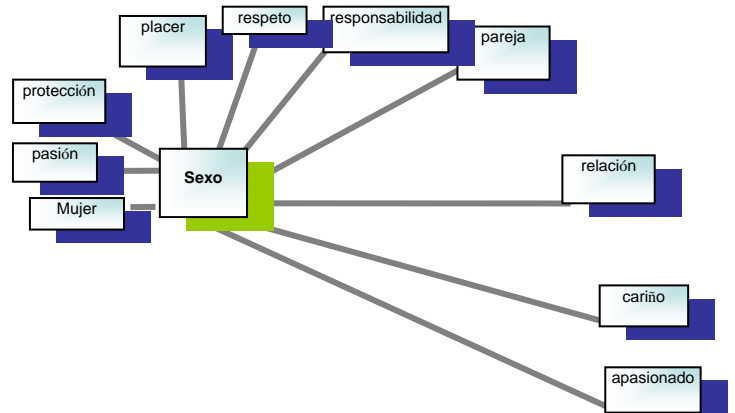 placer
respeto
responsabilidad
pareja
protección
pasión
Sexo
relación
Mujer
cariño
apasionado